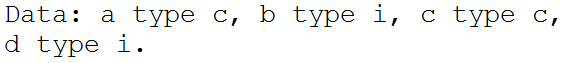 Data: a type c, b type i, c type c,
d type i.